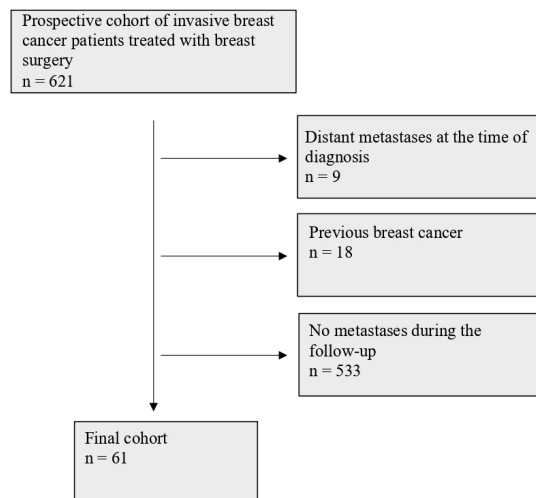 Prospective cohort of invasive breast
cancer patients treated with breast
surgery
n = 621
Distant metastases at the time of
diagnosis
n = 9
Previous breast cancer
n = 18
No metastases during the
follow-up
n = 533
Final cohort
n = 61